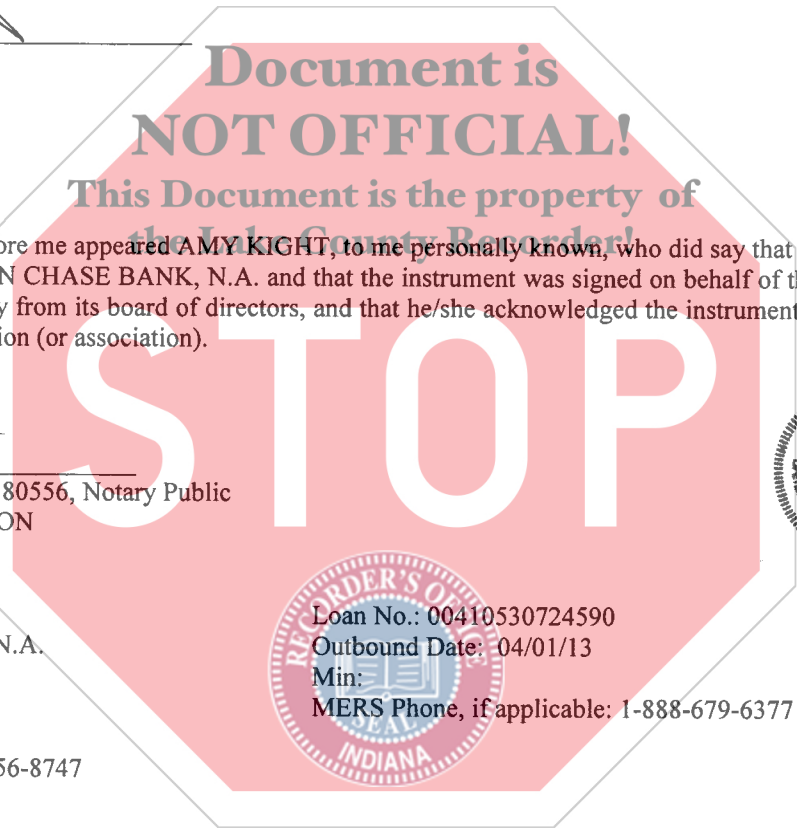 Document is
NOT OFFICIAL!
This Document is the property of
the Lake County Recorder!
ore me appeared AMY KIGHT, to me personally known, who did say that
N CHASE BANK, N.A. and that the instrument was signed on behalf of th
y from its board of directors, and that he/she acknowledged the instrument
ion (or association).
STOP
80556, Notary Public
ON
RECORDER'S OFFICE
SEAL
INDIANA
Loan No.: 00410530724590
N.A.
Outbound Date: 04/01/13
Min:
MERS Phone, if applicable: 1-888-679-6377
56-8747